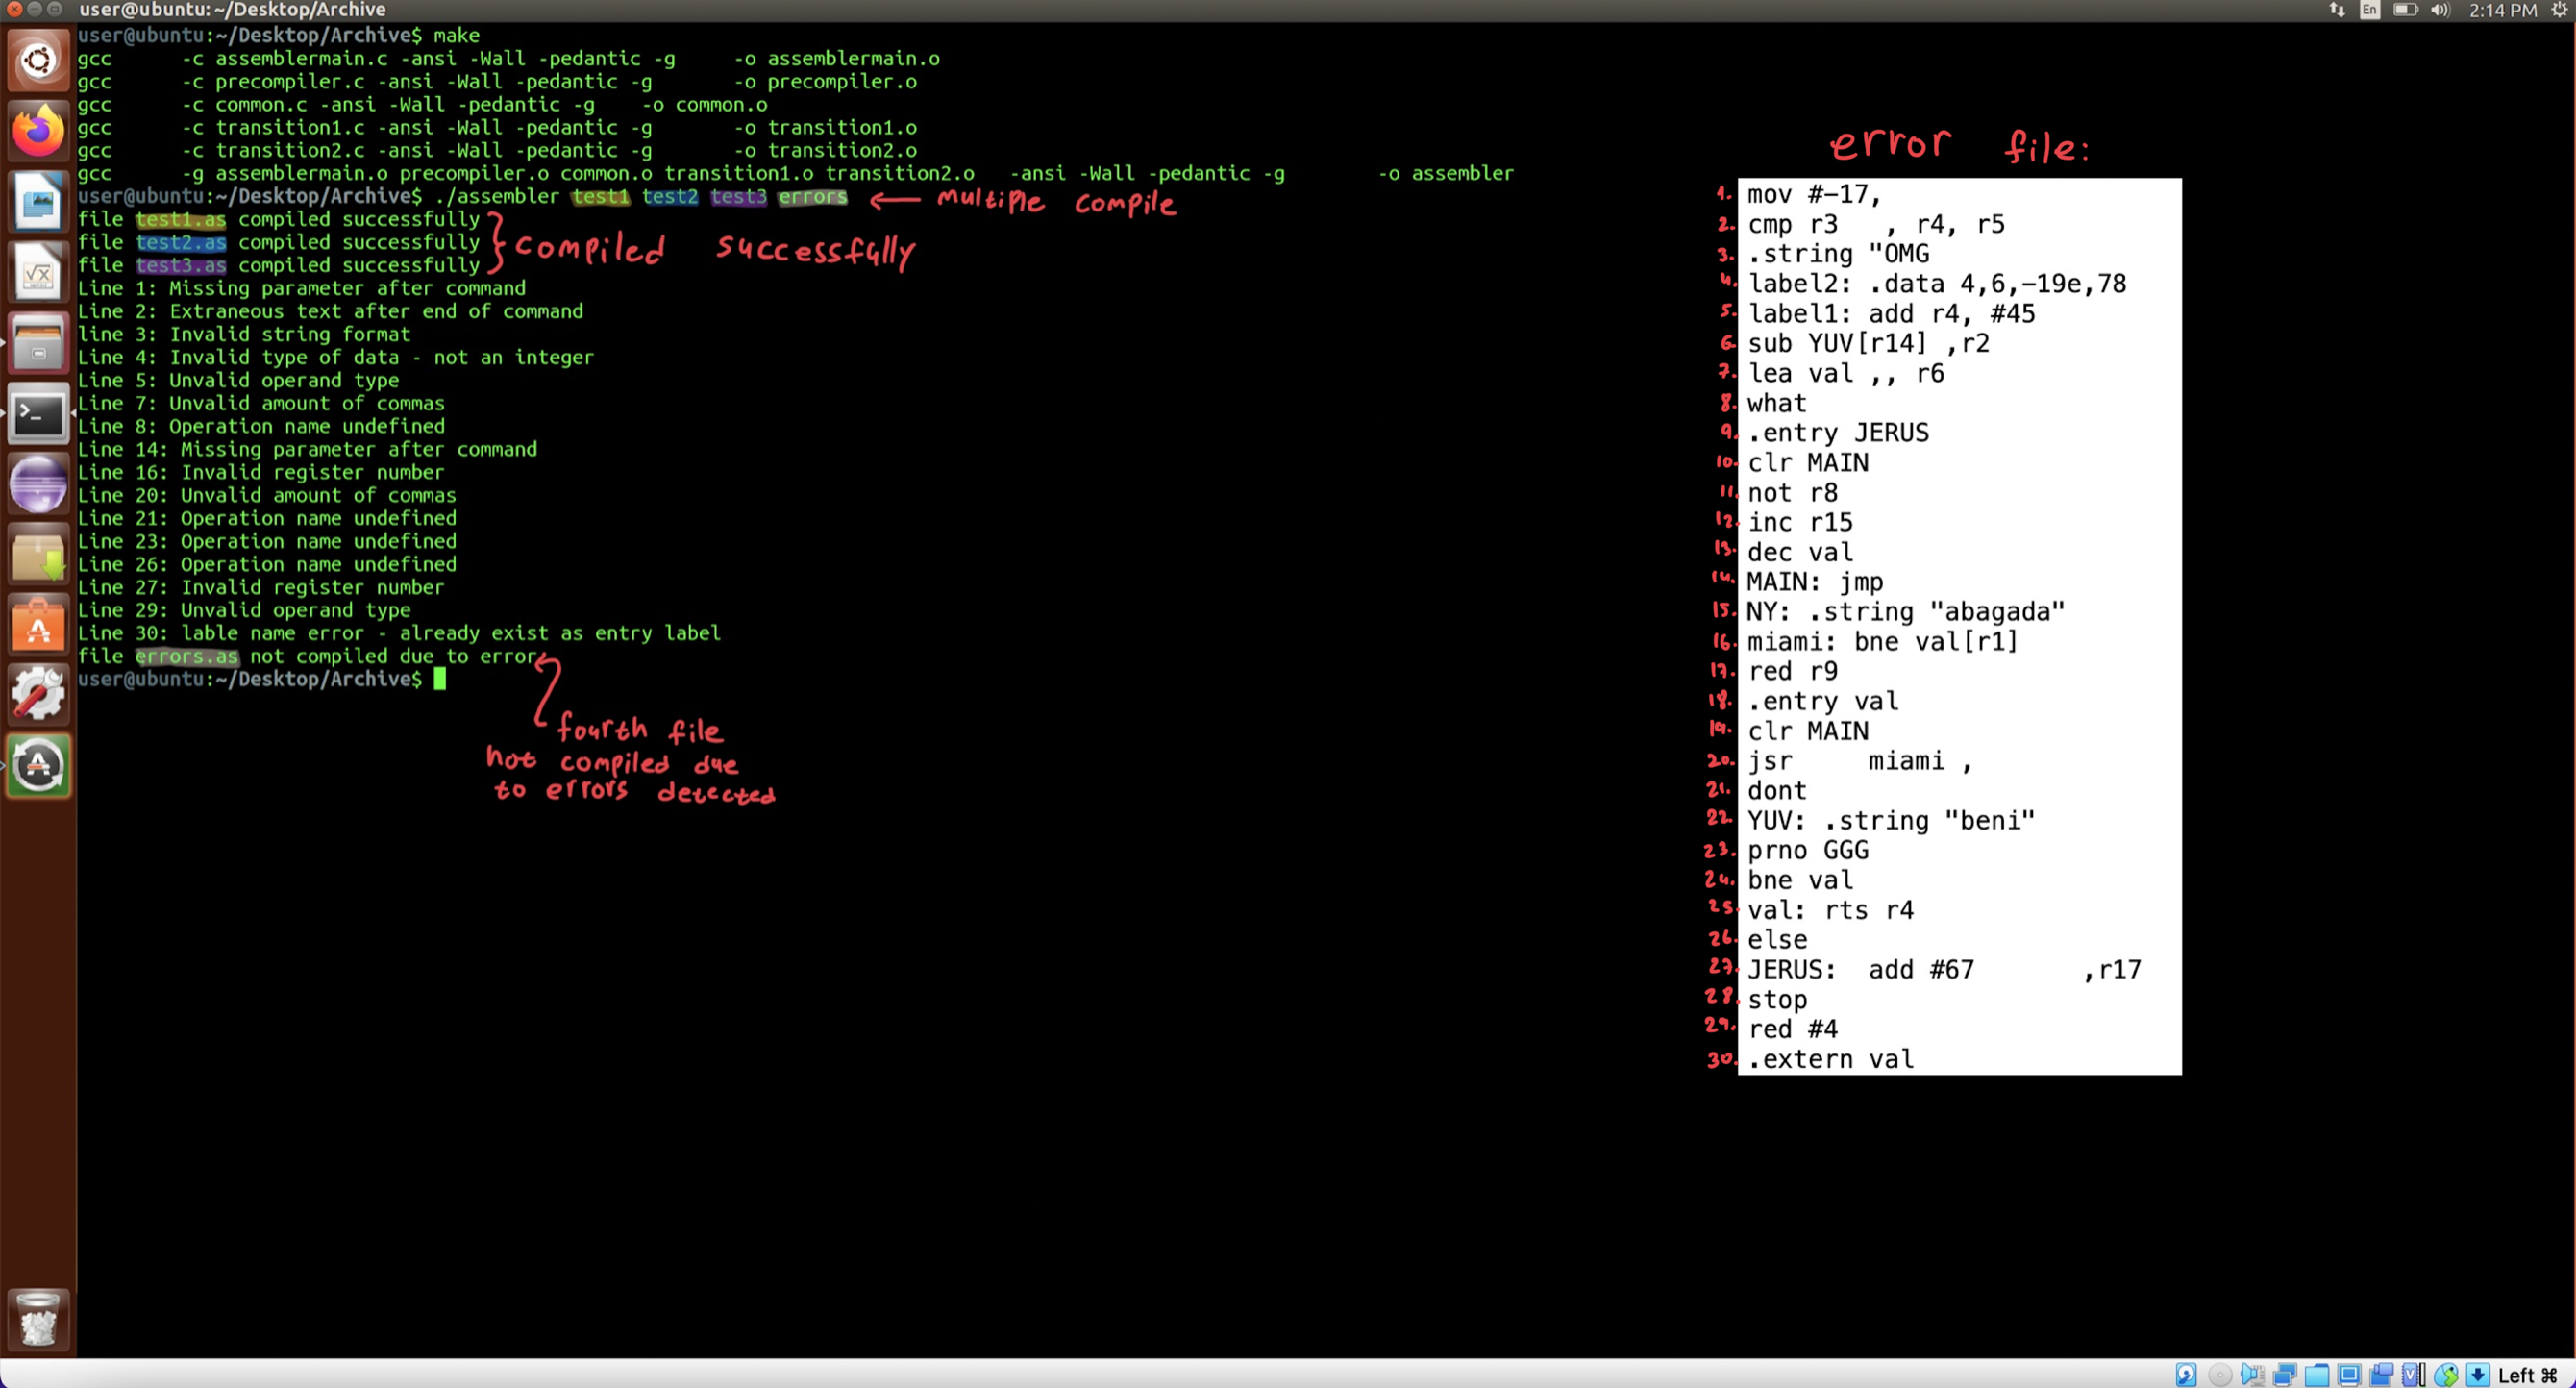 user@ubuntu: ~/Desktop/Archive
En
2:14 PM
user@ubuntu:~/Desktop/Archive$ make
gcc -c assemblermain.c -ansi -Wall -pedantic -g -o assemblermain.o
gcc -c precompiler.c -ansi -Wall -pedantic -g -o precompiler.o
gcc -c common.c -ansi -Wall -pedantic -g -o common.o
gcc -c transition1.c -ansi -Wall -pedantic -g -o transition1.o
gcc -c transition2.c -ansi -Wall -pedantic -g -o transition2.o
gcc -g assemblermain.o precompiler.o common.o transition1.o transition2.o -ansi -Wall -pedantic -g -o assembler
user@ubuntu:~/Desktop/Archive$ ./assembler test1 test2 test3 errors ← multiple compile
file test1.as compiled successfully
file test2.as compiled successfully
file test3.as compiled successfully
compiled successfully
Line 1: Missing parameter after command
Line 2: Extraneous text after end of command
line 3: Invalid string format
Line 4: Invalid type of data - not an integer
Line 5: Unvalid operand type
Line 7: Unvalid amount of commas
Line 8: Operation name undefined
Line 14: Missing parameter after command
Line 16: Invalid register number
Line 20: Unvalid amount of commas
Line 21: Operation name undefined
Line 23: Operation name undefined
Line 26: Operation name undefined
Line 27: Invalid register number
Line 29: Unvalid operand type
Line 30: lable name error - already exist as entry label
file errors.as not compiled due to error
user@ubuntu:~/Desktop/Archive$
fourth file
not compiled due
to errors detected
error file:
1. mov #-17,
2. cmp r3 , r4, r5
3. .string "OMG
4. label2: .data 4,6,-19e,78
5. label1: add r4, #45
6. sub YUV[r14] ,r2
7. lea val ,, r6
8. what
9. .entry JERUS
10. clr MAIN
11. not r8
12. inc r15
13. dec val
14. MAIN: jmp
15. NY: .string "abagada"
16. miami: bne val[r1]
17. red r9
18. .entry val
19. clr MAIN
20. jsr miami ,
21. dont
22. YUV: .string "beni"
23. prno GGG
24. bne val
25. val: rts r4
26. else
27. JERUS: add #67 ,r17
28. stop
29. red #4
30. .extern val
Left ⌘